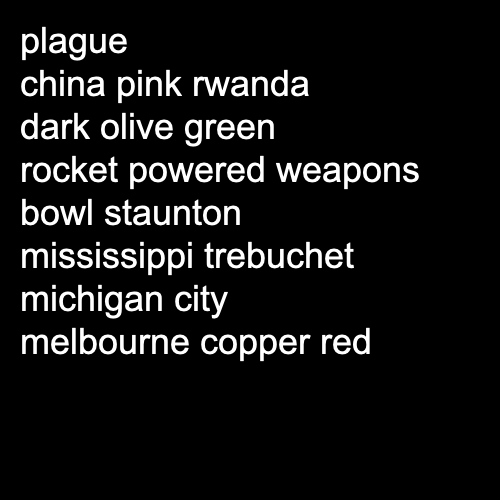 plague
china pink rwanda
dark olive green
rocket powered weapons
bowl staunton
mississippi trebuchet
michigan city
melbourne copper red